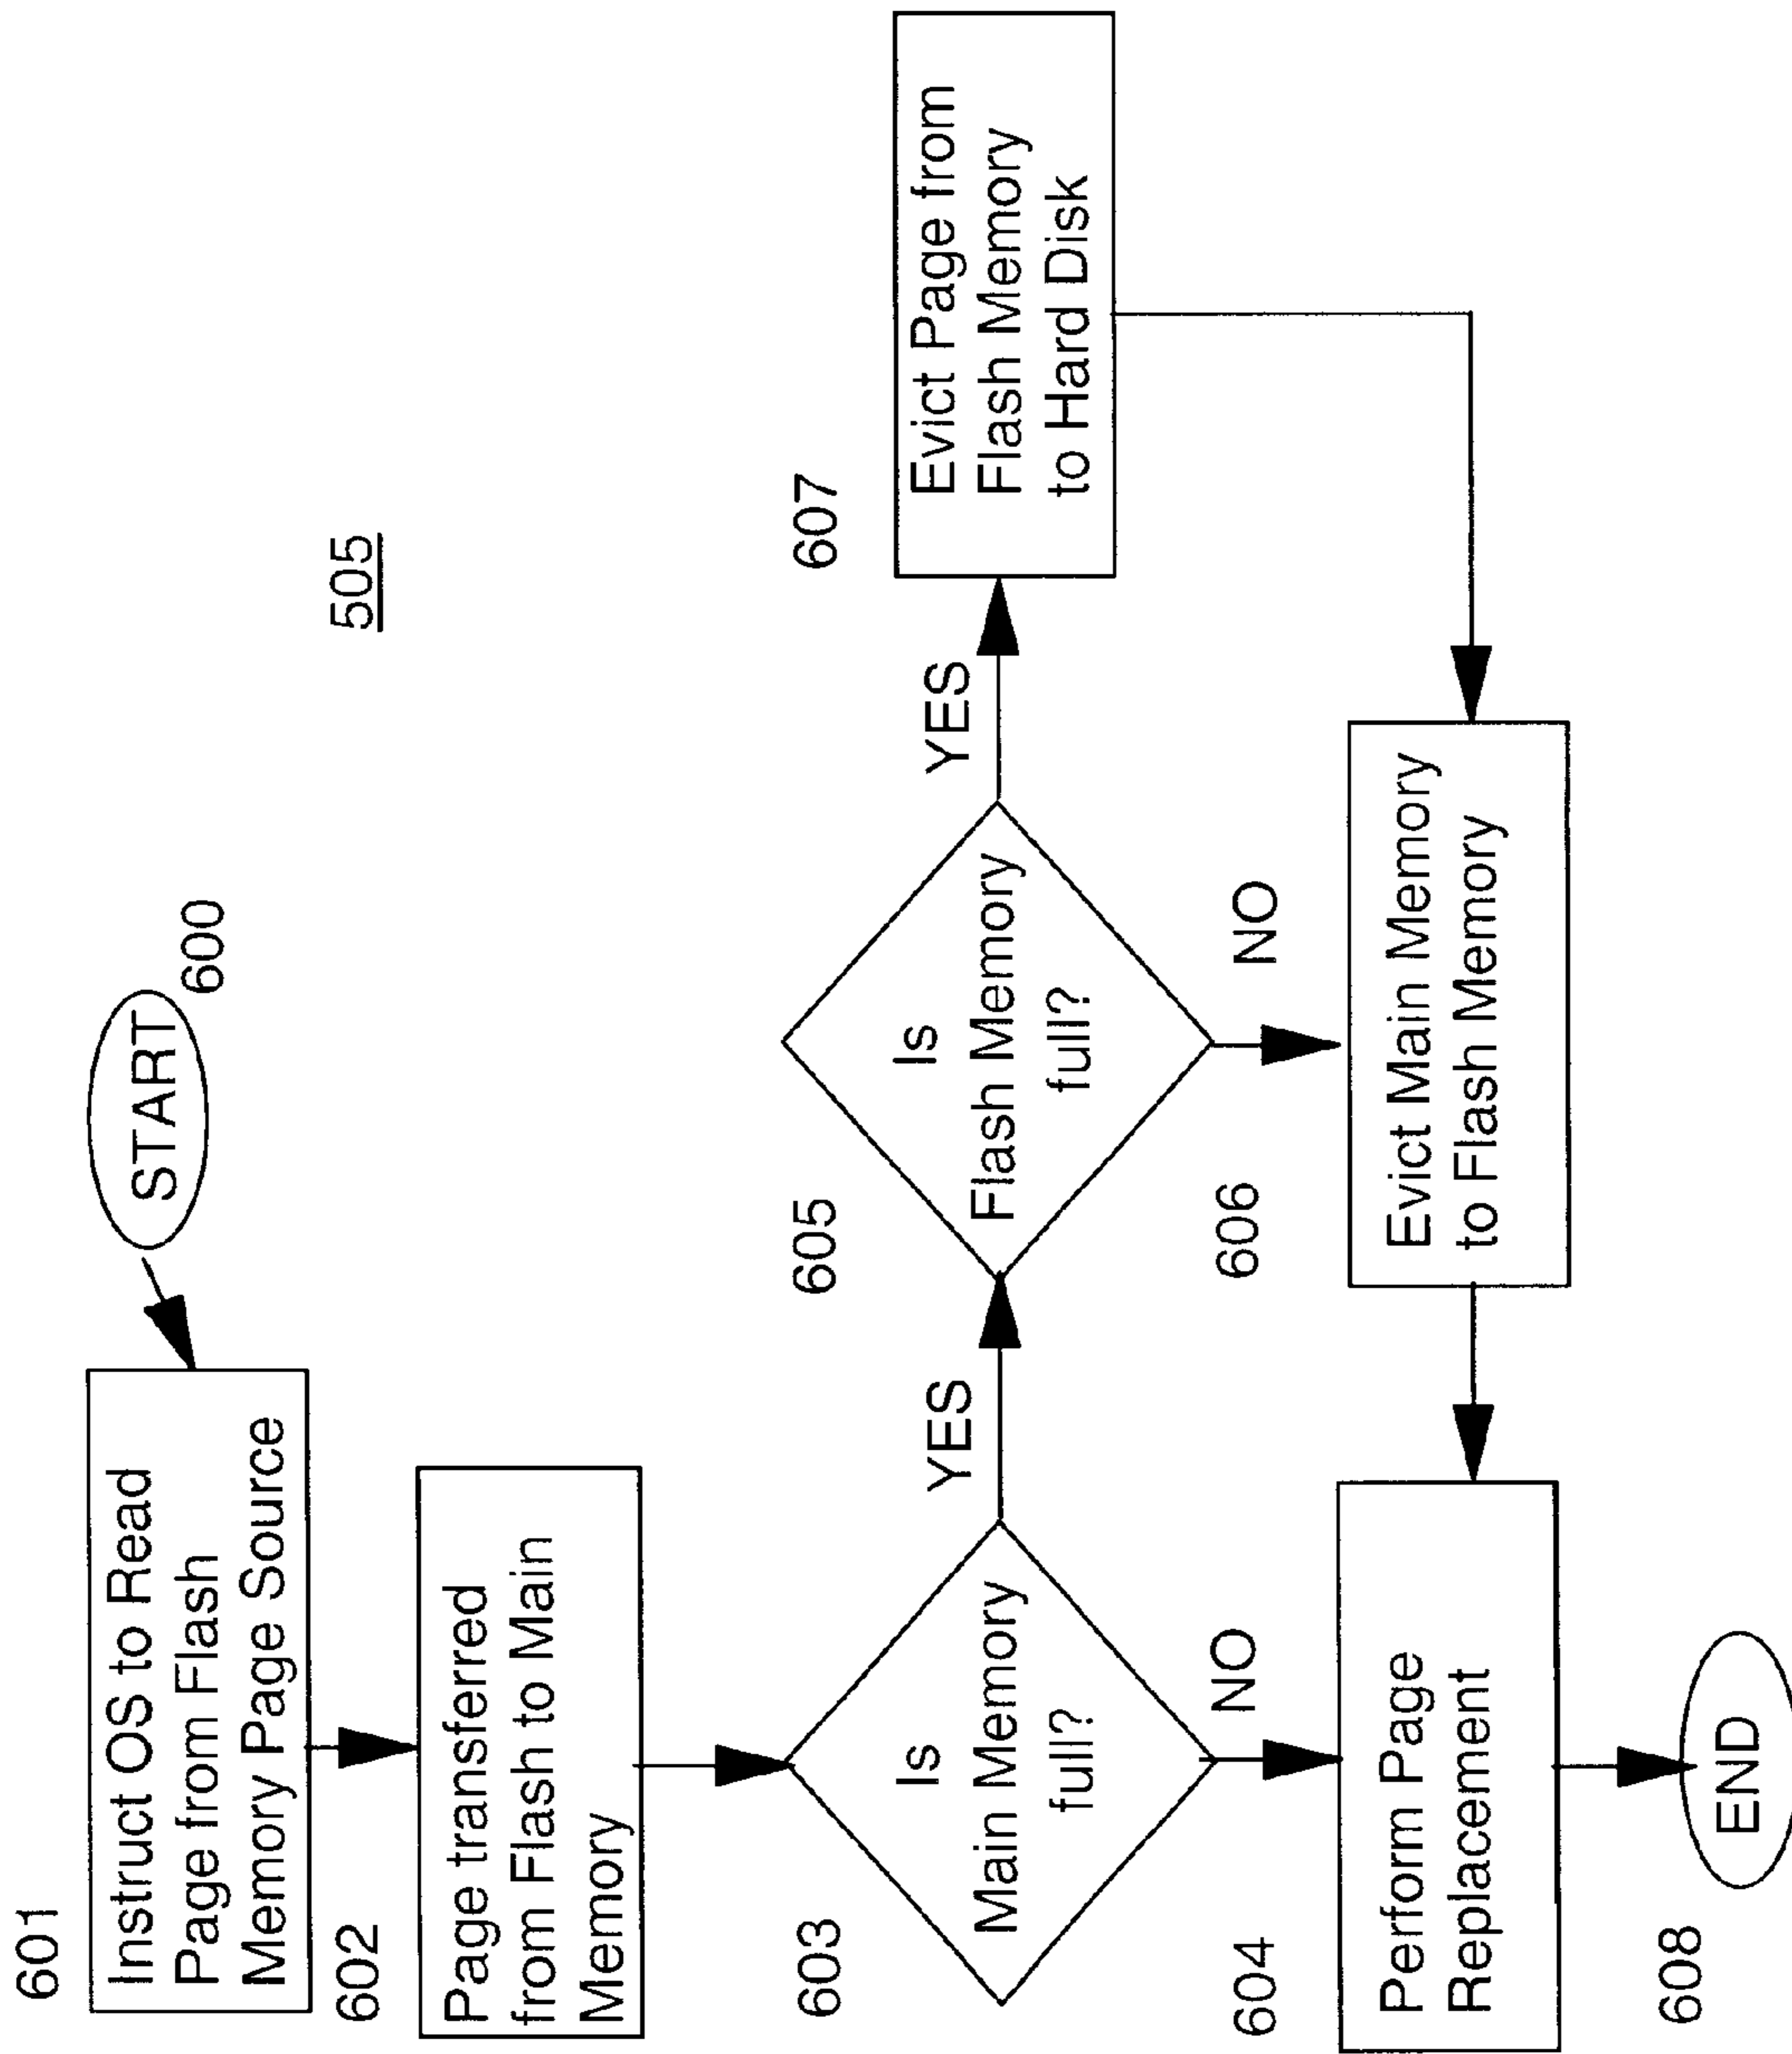 START
600
601
Instruct OS to Read
Page from Flash
Memory Page Source
505
602
Page transferred
from Flash to Main
Memory
603
Is
Main Memory
full?
YES
605
Is
Flash Memory
full?
YES
607
Evict Page from
Flash Memory
to Hard Disk
NO
604
Perform Page
Replacement
NO
606
Evict Main Memory
to Flash Memory
608
END